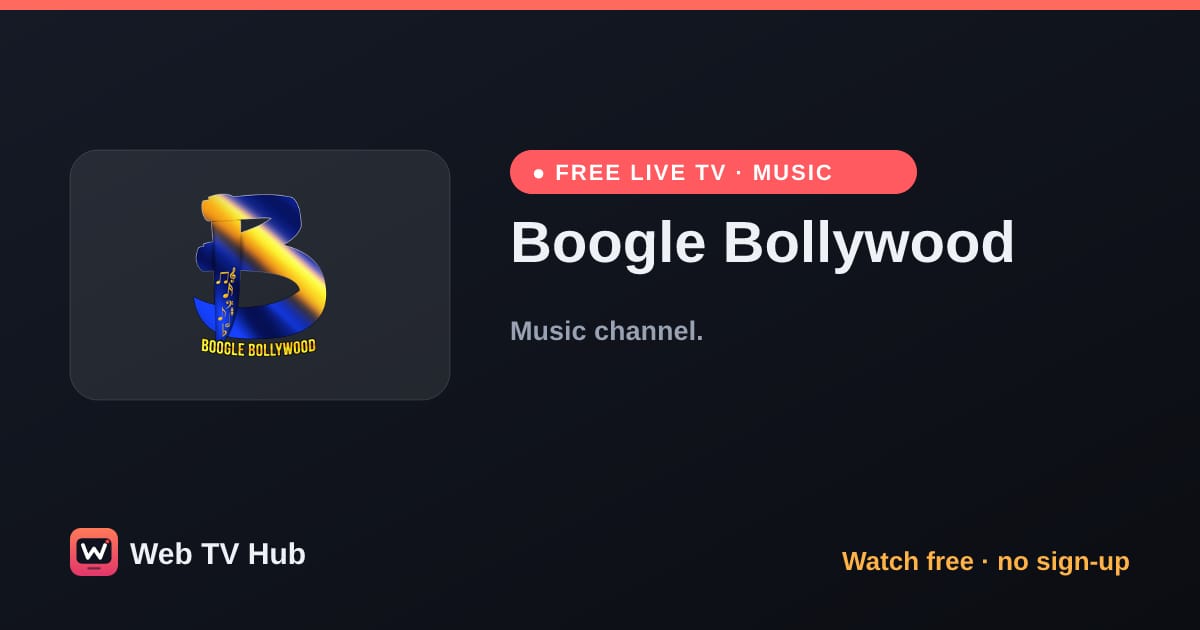 • FREE LIVE TV · MUSIC
Boogle Bollywood
Music channel.
BOOGLE BOLLYWOOD
Web TV Hub
Watch free · no sign-up